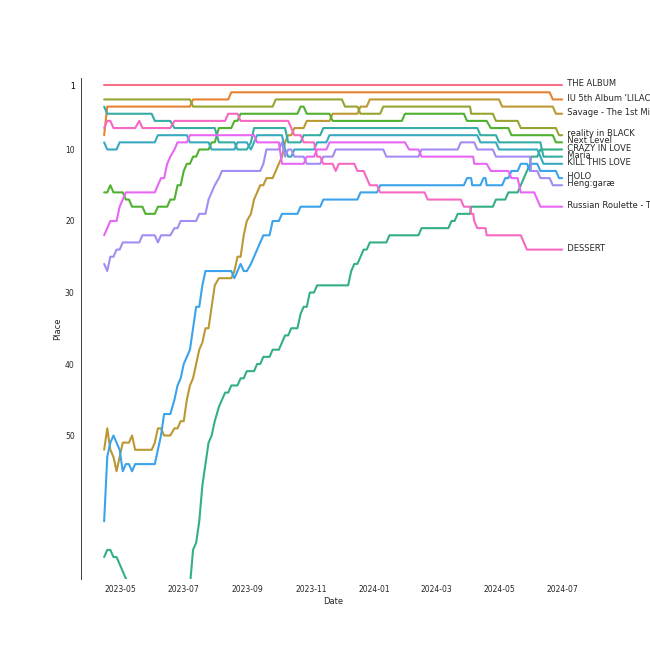 1
10
20
30
40
50
Place
2023-05
2023-07
2023-09
2023-11
2024-01
2024-03
2024-05
2024-07
Date
THE ALBUM
IU 5th Album 'LILAC
Savage - The 1st Mi
reality in BLACK
Next Level
CRAZY IN LOVE
Maria
KILL THIS LOVE
HOLO
Heng:garæ
Russian Roulette - T
DESSERT